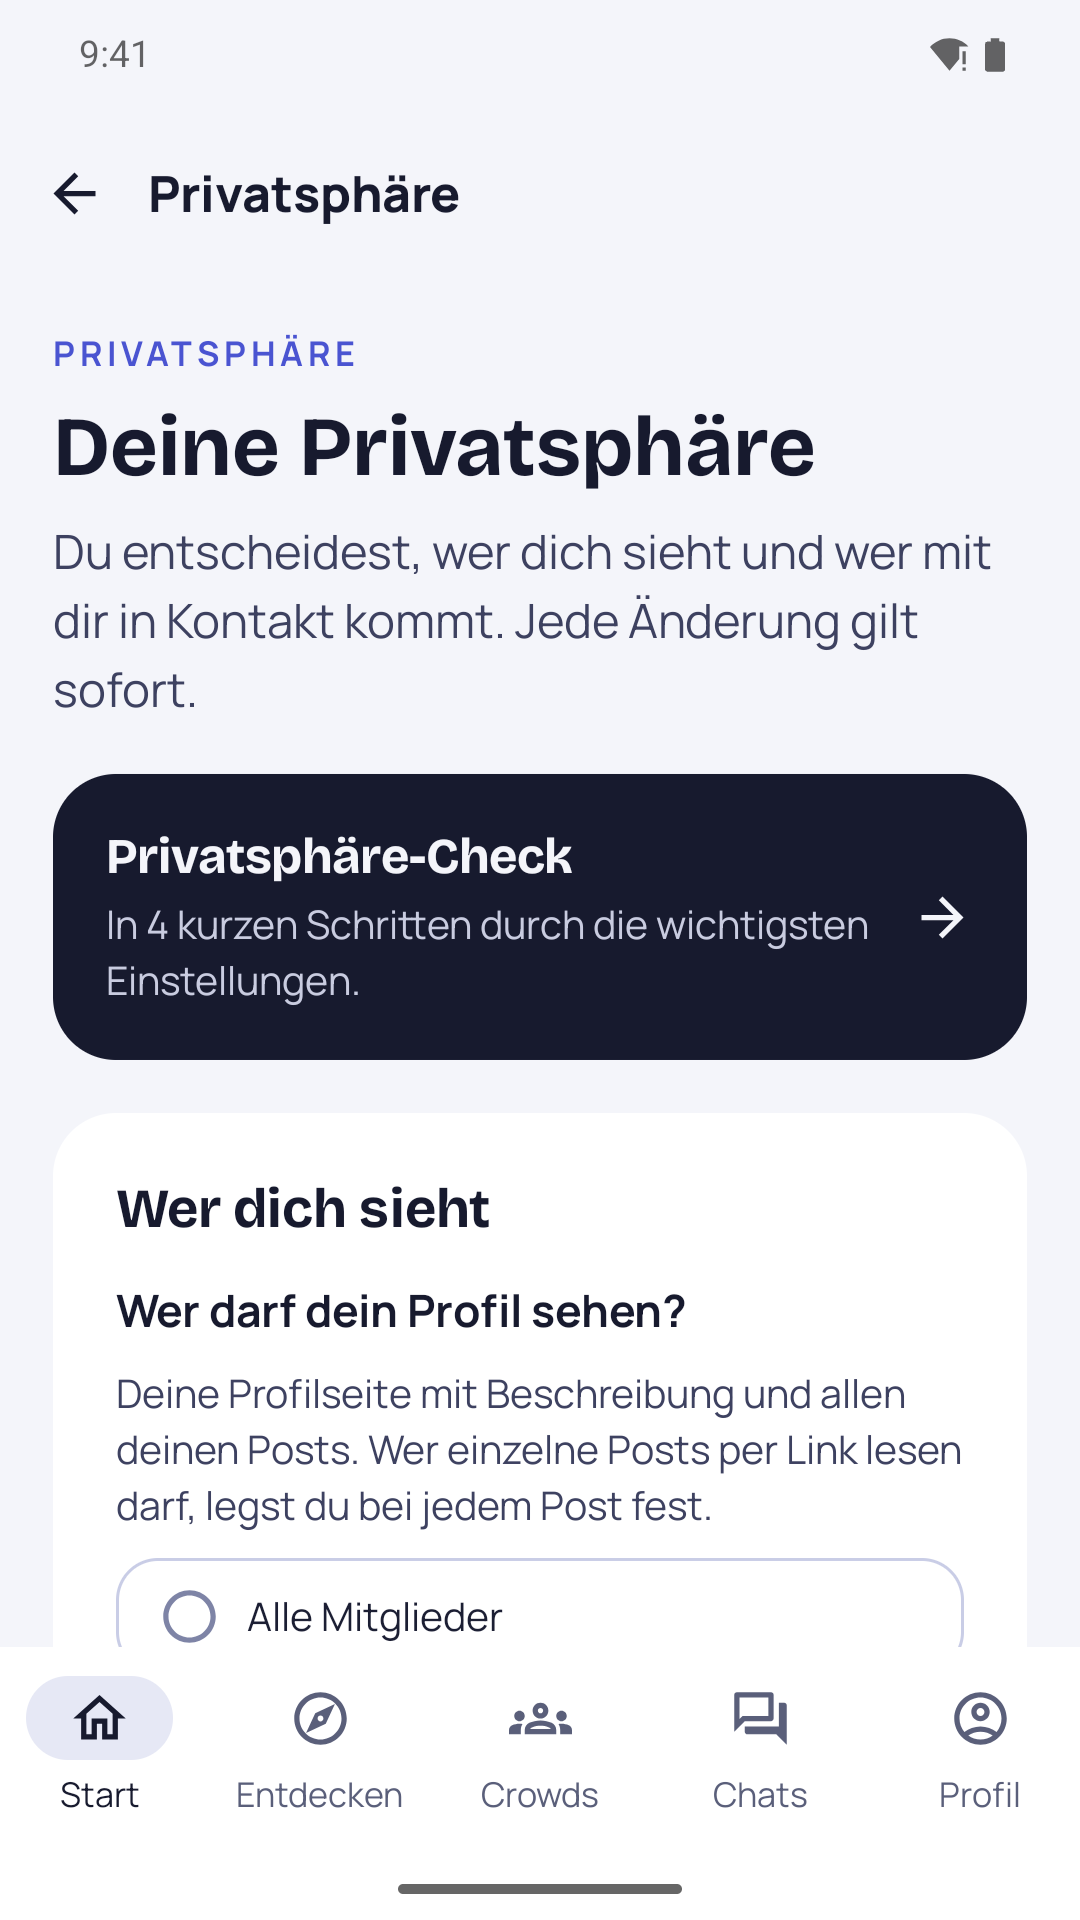 9:41
Privatsphäre
PRIVATSPHÄRE
Deine Privatsphäre
Du entscheidest, wer dich sieht und wer mit
dir in Kontakt kommt. Jede Änderung gilt
sofort.
Privatsphäre-Check
In 4 kurzen Schritten durch die wichtigsten
Einstellungen.
Wer dich sieht
Wer darf dein Profil sehen?
Deine Profilseite mit Beschreibung und allen
deinen Posts. Wer einzelne Posts per Link lesen
darf, legst du bei jedem Post fest.
Alle Mitglieder
Start
Entdecken
Crowds
Chats
Profil